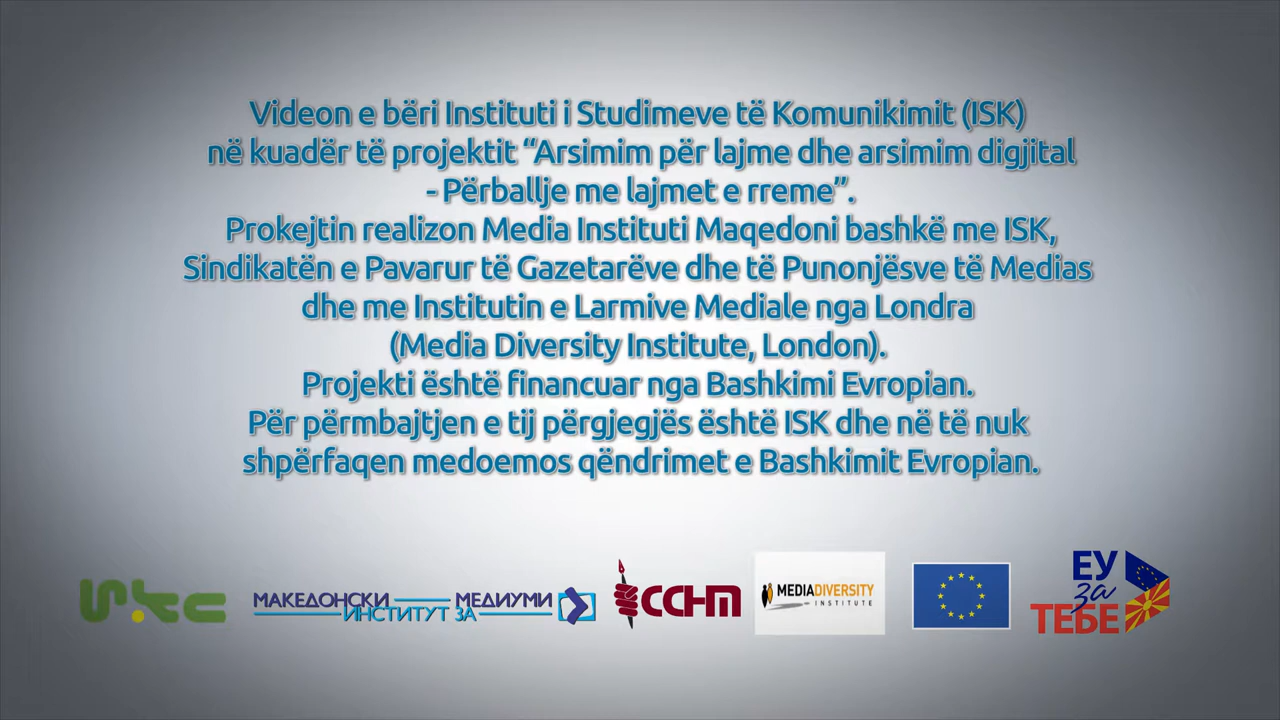 Videon e bëri Instituti i Studimeve të Komunikimit (ISK)
në kuadër të projektit “Arsimim për lajme dhe arsimim digjital
- Përballje me lajmet e rreme”.
Prokejtin realizon Media Instituti Maqedoni bashkë me ISK,
Sindikatën e Pavarur të Gazetarëve dhe të Punonjësve të Medias
dhe me Institutin e Larmive Mediale nga Londra
(Media Diversity Institute, London).
Projekti është financuar nga Bashkimi Evropian.
Për përmbajtjen e tij përgjegjës është ISK dhe në të nuk
shpërfaqen medoemos qëndrimet e Bashkimit Evropian.
МАКЕДОНСКИ МЕДИУМИ
ИНСТИТУТ ЗА
ССНМ
MEDIADIVERSITY
INSTITUTE
ЕУ
за
ТЕБЕ